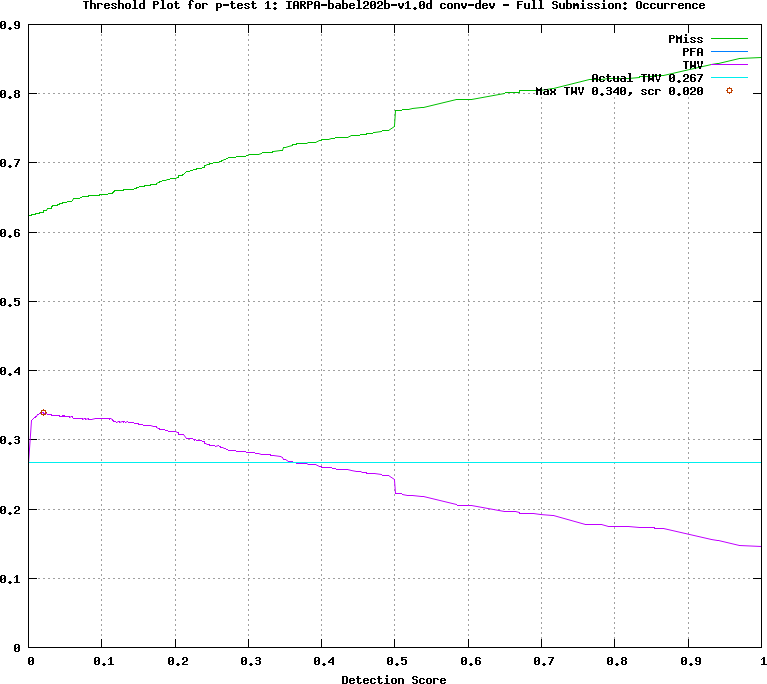 Threshold Plot for p-test 1: IARPA-babel202b-v1.0d conv-dev - Full Submission: Occurrence
0.9
PMiss
PFA
TWV
Actual TWV 0.267
Max TWV 0.340, scr 0.020
0.8
0.7
0.6
0.5
0.4
0.3
0.2
0.1
0
0 0.1 0.2 0.3 0.4 0.5 0.6 0.7 0.8 0.9 1
Detection Score